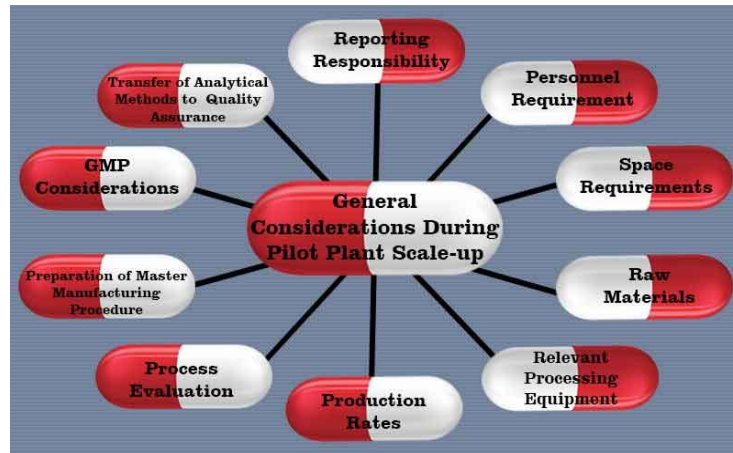 Reporting
Responsibility
Personnel
Requirement
Space
Requirements
Raw
Materials
Relevant
Processing
Equipment
Production
Rates
Process
Evaluation
Preparation of Master
Manufacturing
Procedure
GMP
Considerations
Transfer of Analytical
Methods to Quality
Assurance
General
Considerations During
Pilot Plant Scale-up